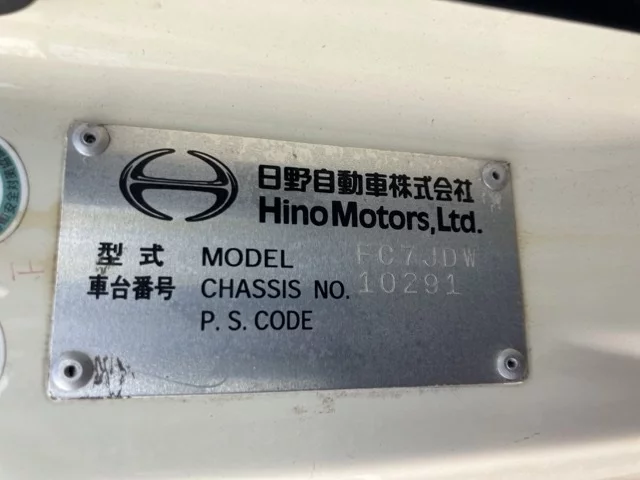 日野自動車株式会社
Hino Motors, Ltd.
型式 MODEL FC7JDW
車台番号 CHASSIS NO. 10291
P. S. CODE